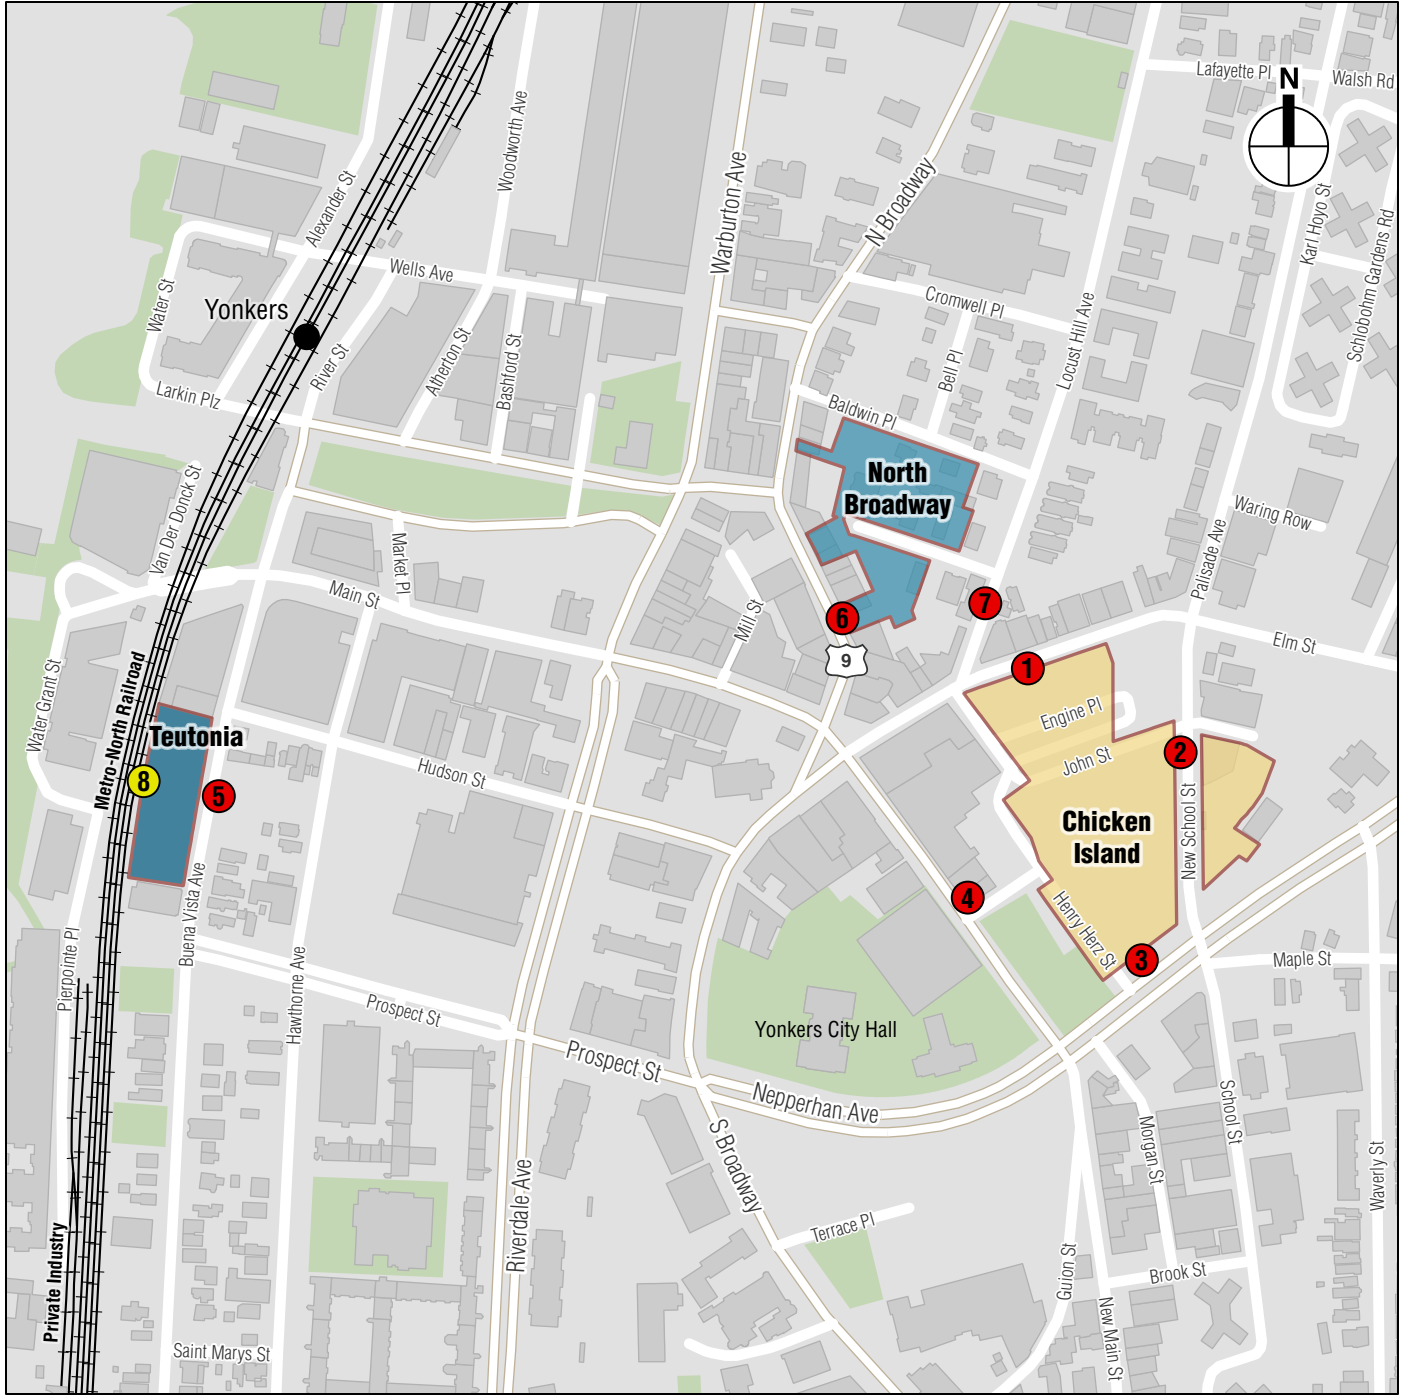 Lafayette Pl
Walsh Rd
N
Woodworth Ave
Warburton Ave
N Broadway
Alexander St
Karl Hoyo St
Schlobohm Gardens Rd
Wells Ave
Water St
Yonkers
Cromwell Pl
Locust Hill Ave
River St
Atherton St
Bashford St
Bell Pl
Larkin Plz
Baldwin Pl
North
Broadway
Van Der Donck St
Waring Row
Palisade Ave
Market Pl
Main St
Mill St
6
7
9
Elm St
1
Water Grant St
Metro-North Railroad
Teutonia
Engine Pl
John St
2
8
5
Hudson St
New School St
Chicken
Island
Buena Vista Ave
4
Henry Herz St
3
Maple St
Pierpointe Pl
Hawthorne Ave
Prospect St
Yonkers City Hall
Prospect St
Nepperhan Ave
S Broadway
Morgan St
School St
Waverly St
Riverdale Ave
Terrace Pl
Private Industry
Guion St
Brook St
New Main St
Saint Marys St